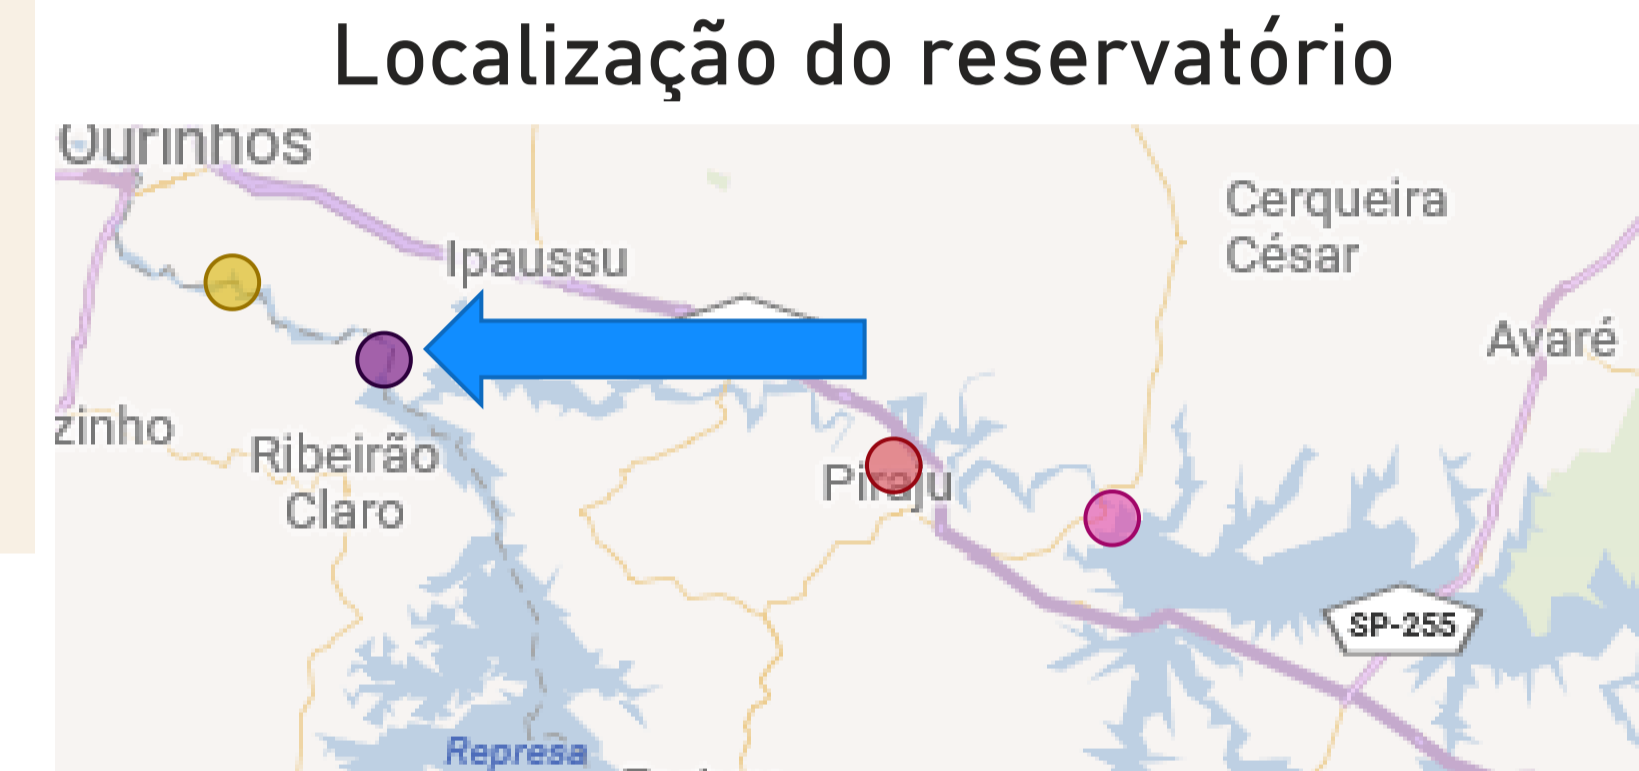 Localização do reservatório
Ourinhos
Ipaussu
Cerqueira
César
Avaré
zinho
Ribeirão
Claro
Piraju
SP-255
Represa